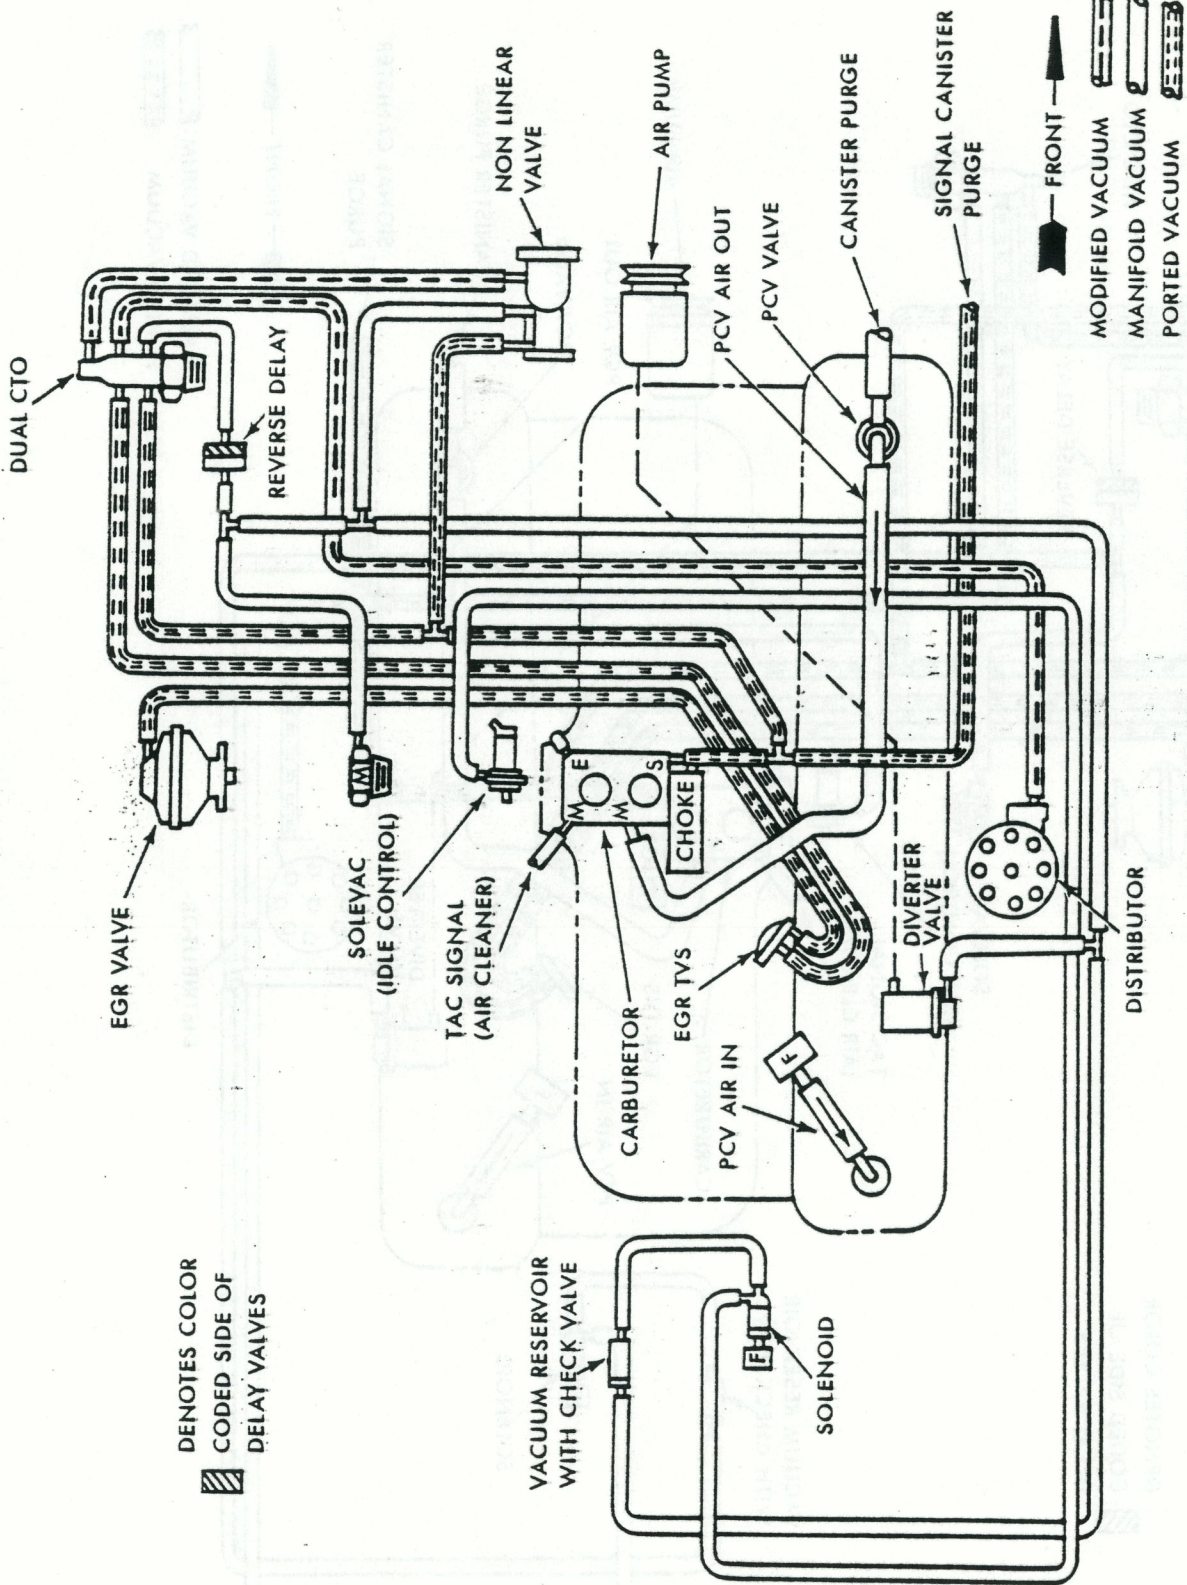 DENOTES COLOR
CODED SIDE OF
DELAY VALVES
EGR VALVE
DUAL CTO
REVERSE DELAY
SOLEVAC
(IDLE CONTROL)
TAC SIGNAL
(AIR CLEANER)
NON LINEAR
VALVE
VACUUM RESERVOIR
WITH CHECK VALVE
CARBURETOR
M
E
M
S
CHOKE
M
EGR TVS
AIR PUMP
PCV AIR IN
F
PCV AIR OUT
PCV VALVE
F
SOLENOID
CANISTER PURGE
DIVERTER
VALVE
SIGNAL CANISTER
PURGE
FRONT
DISTRIBUTOR
MODIFIED VACUUM
MANIFOLD VACUUM
PORTED VACUUM